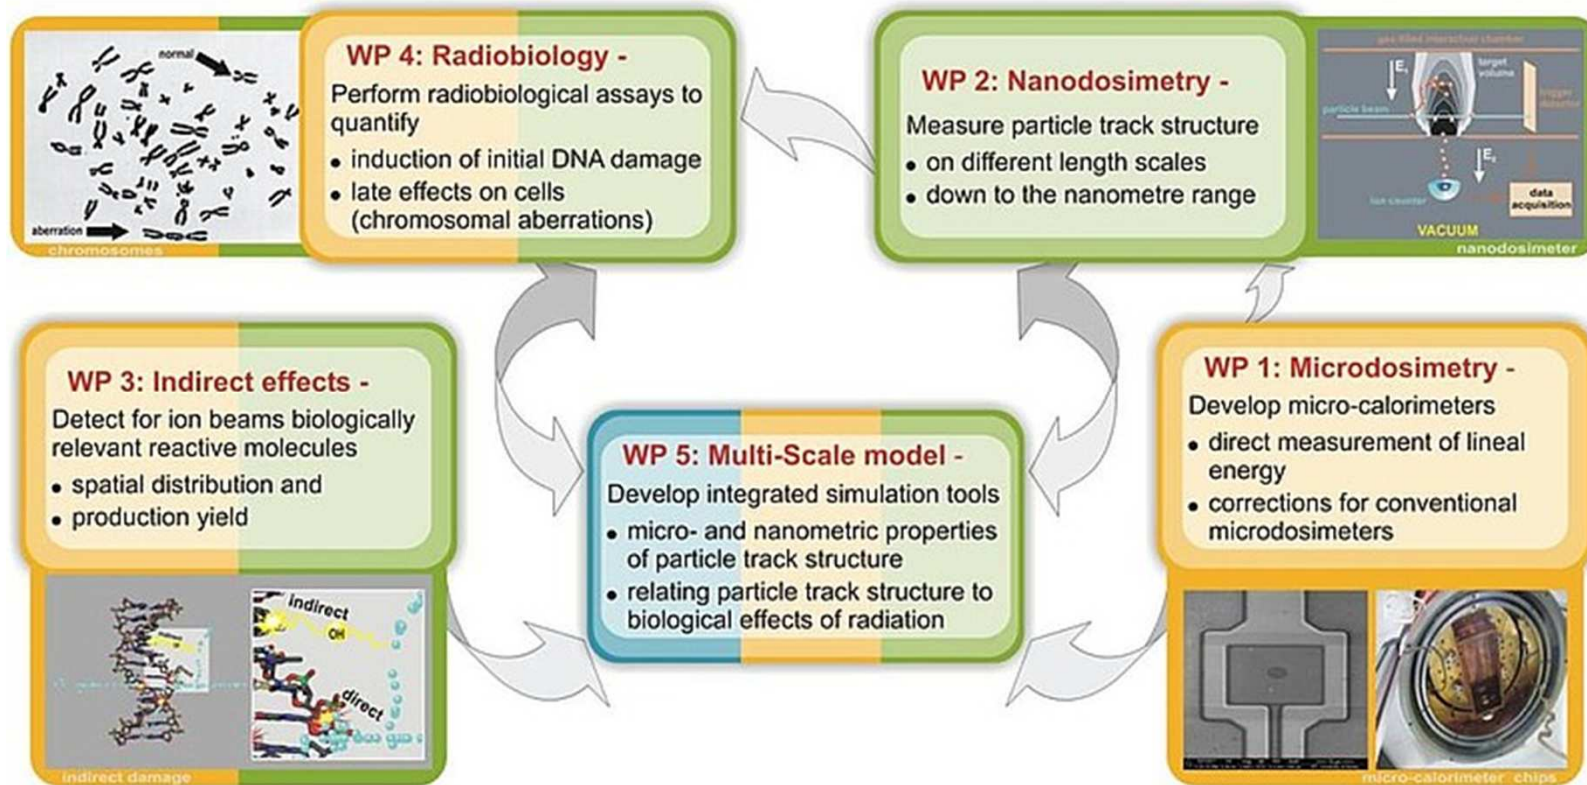 normal
aberration
chromosomes
WP 4: Radiobiology -
Perform radiobiological assays to
quantify
• induction of initial DNA damage
• late effects on cells
(chromosomal aberrations)
WP 2: Nanodosimetry -
Measure particle track structure
• on different length scales
• down to the nanometre range
gas-filled interaction chamber
E₁
target
volume
trigger
detector
particle beam
E₂
ion counter
data
acquisition
VACUUM
nanodosimeter
WP 3: Indirect effects -
Detect for ion beams biologically
relevant reactive molecules
• spatial distribution and
• production yield
indirect
OH
direct
indirect damage
WP 5: Multi-Scale model -
Develop integrated simulation tools
• micro- and nanometric properties
of particle track structure
• relating particle track structure to
biological effects of radiation
WP 1: Microdosimetry -
Develop micro-calorimeters
• direct measurement of lineal
energy
• corrections for conventional
microdosimeters
micro-calorimeter chips